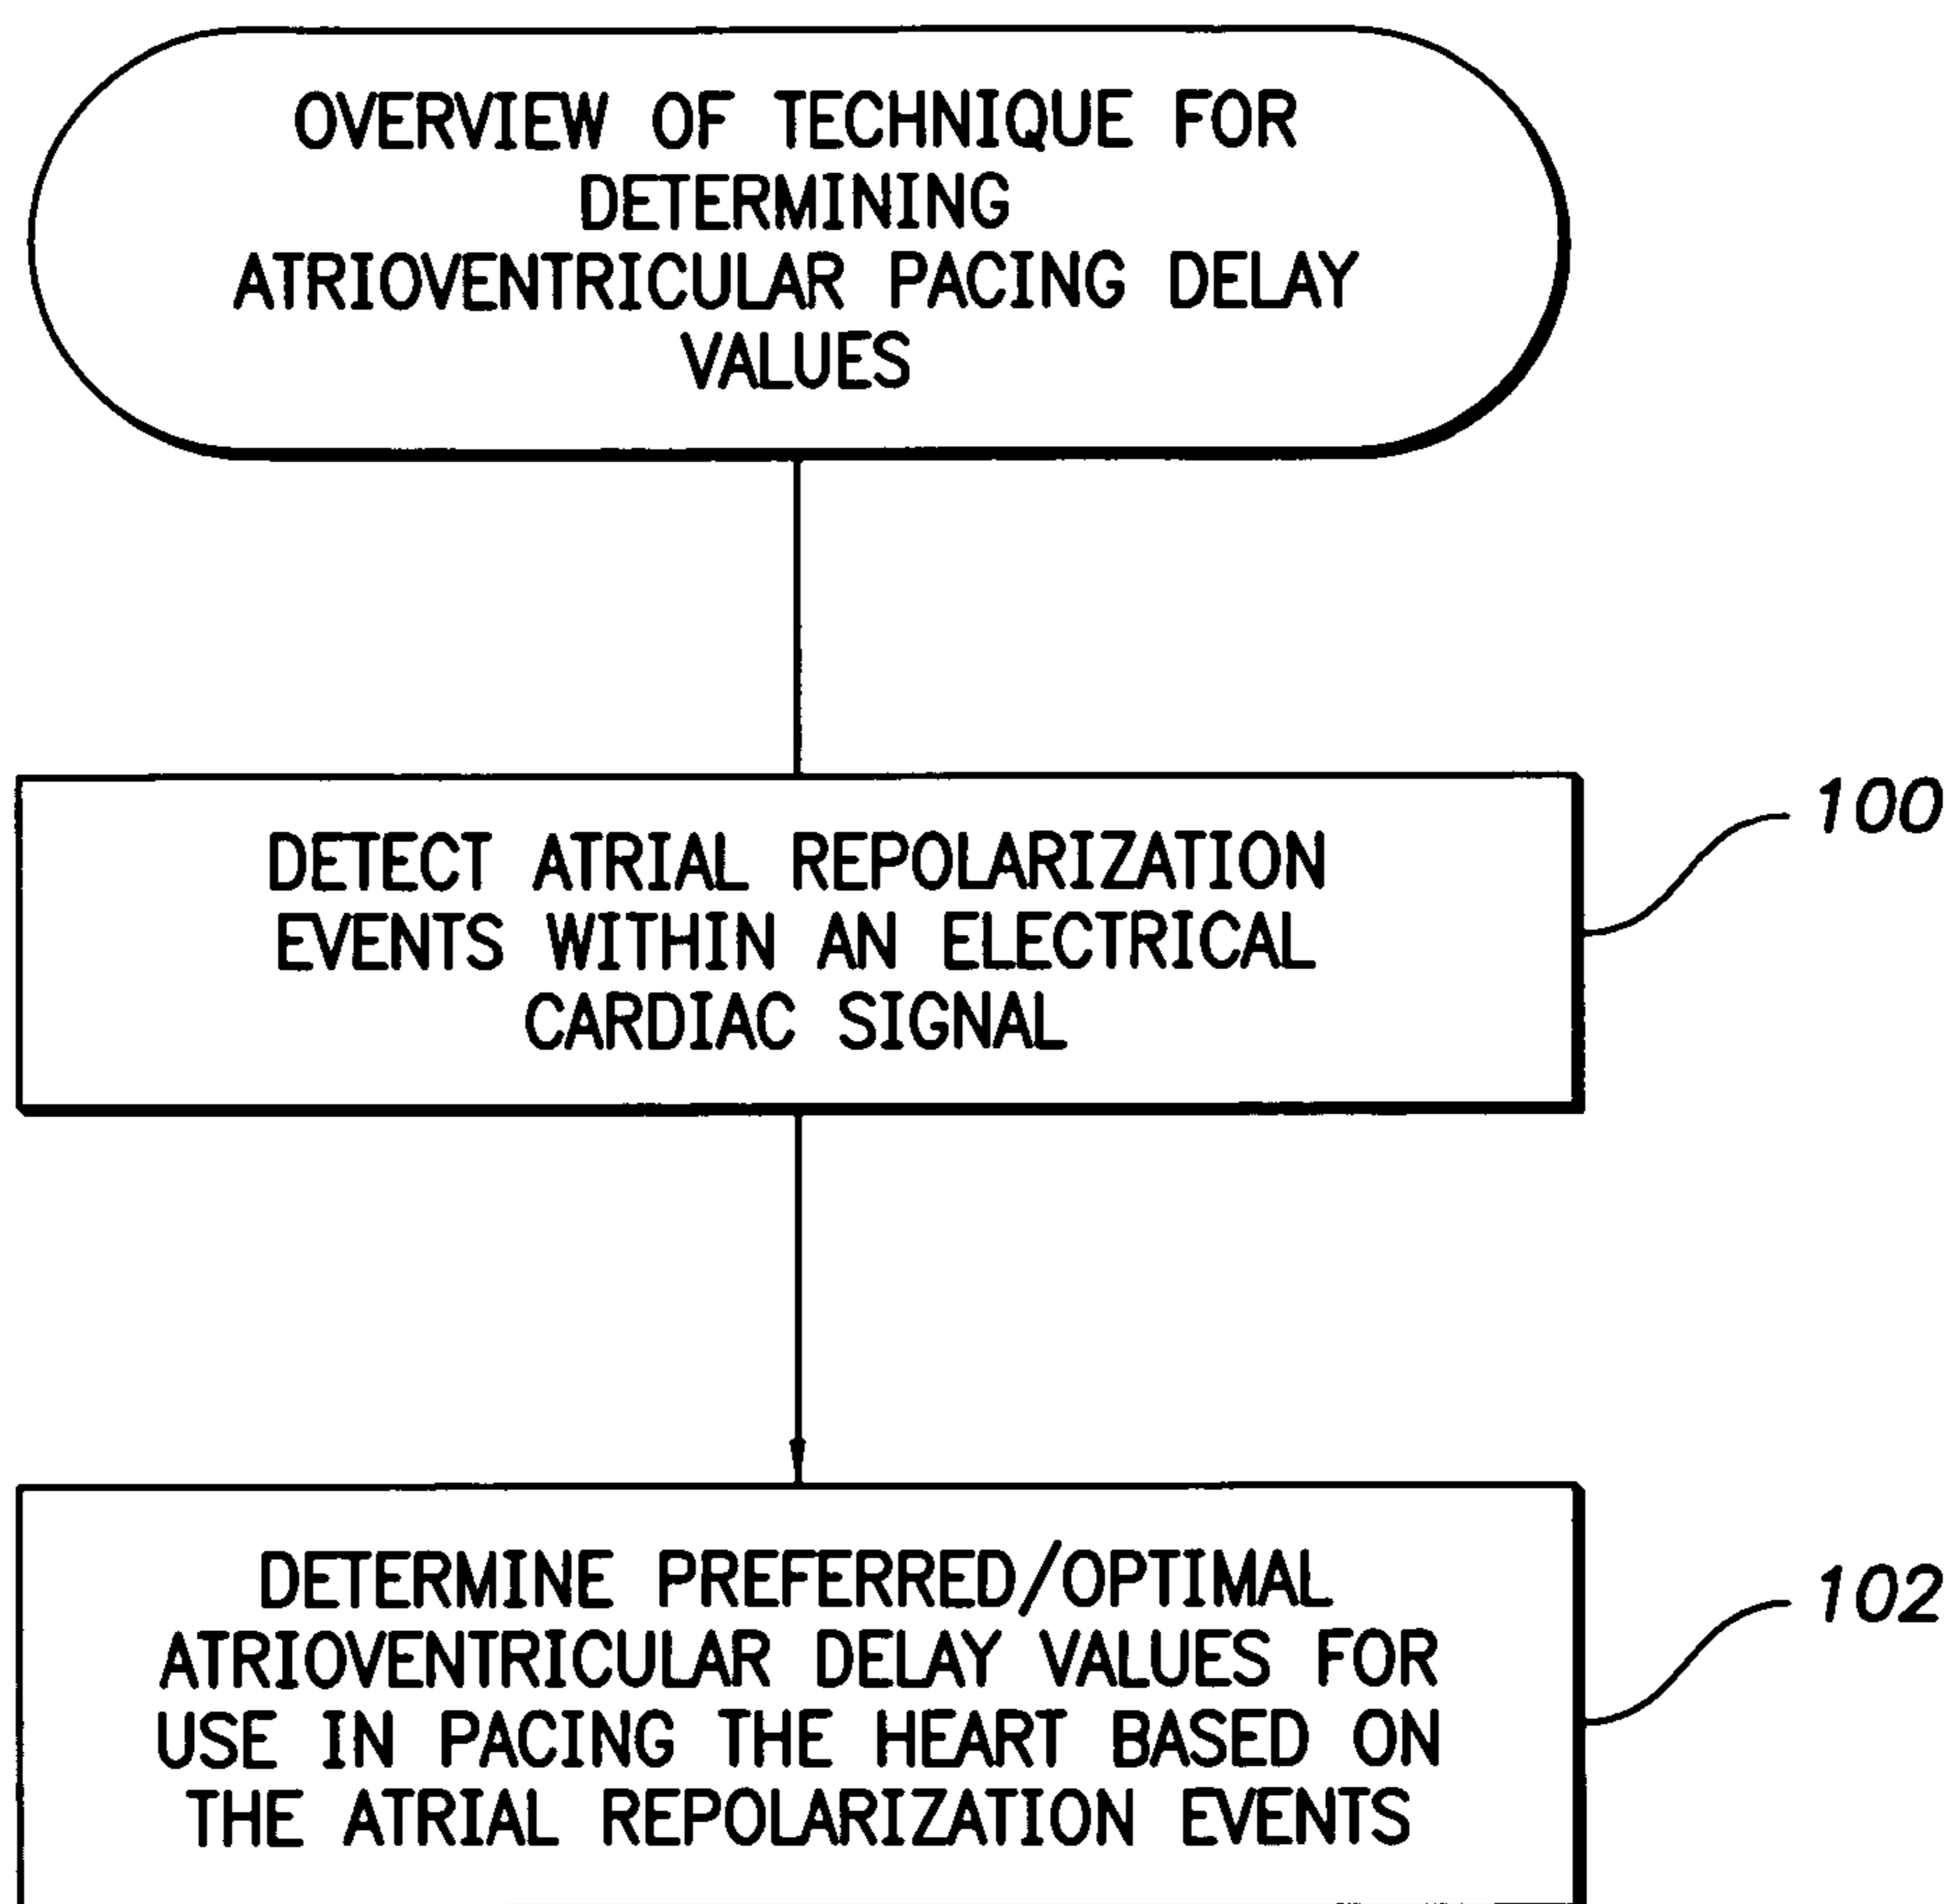 OVERVIEW OF TECHNIQUE FOR
DETERMINING
ATRIOVENTRICULAR PACING DELAY
VALUES
DETECT ATRIAL REPOLARIZATION
EVENTS WITHIN AN ELECTRICAL
CARDIAC SIGNAL
100
DETERMINE PREFERRED/OPTIMAL
ATRIOVENTRICULAR DELAY VALUES FOR
USE IN PACING THE HEART BASED ON
THE ATRIAL REPOLARIZATION EVENTS
102